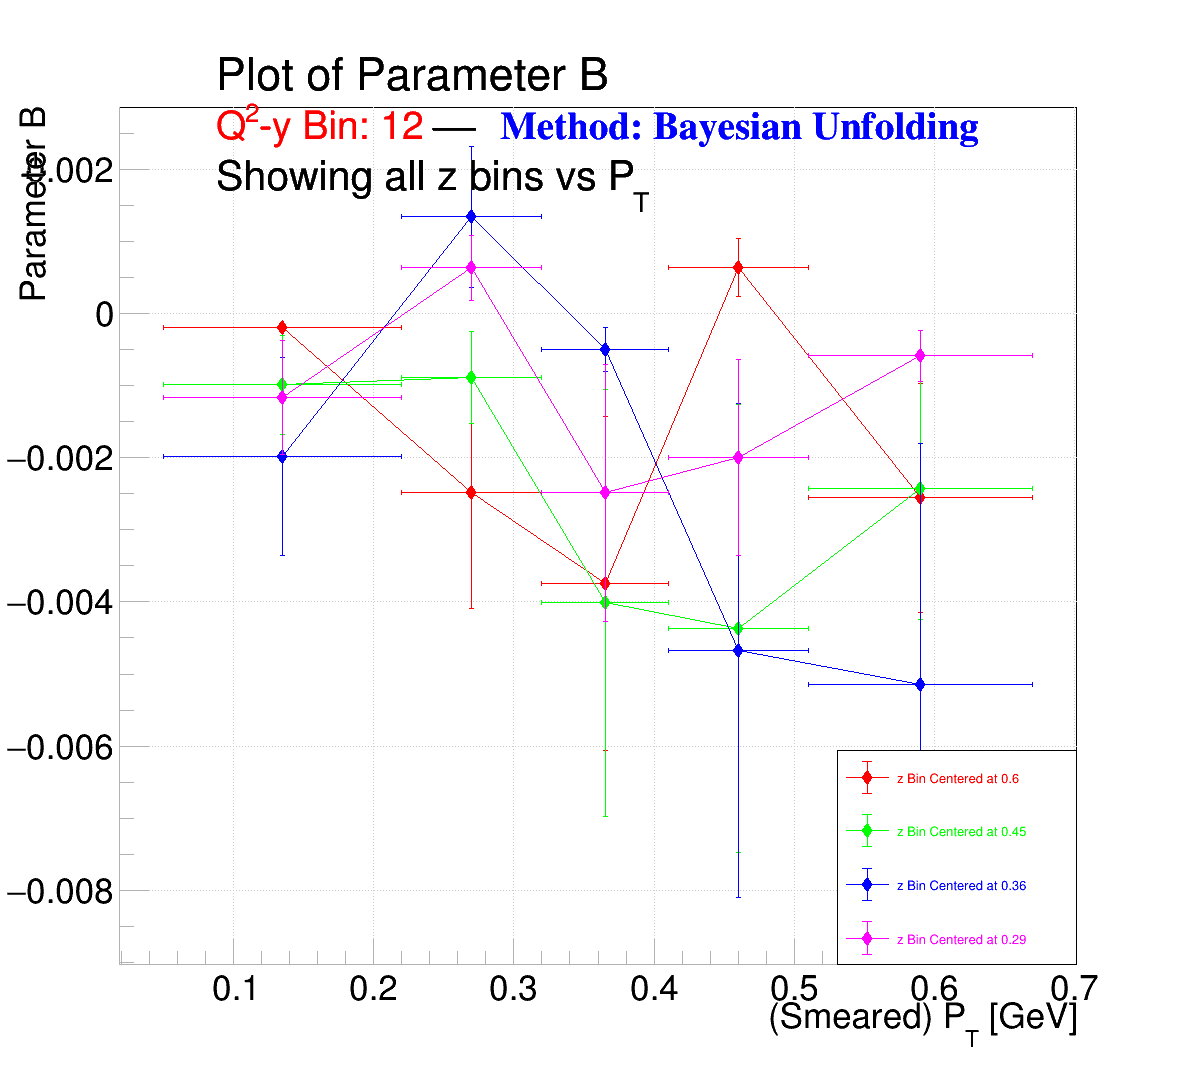 Plot of Parameter B
Q²-y Bin: 12 — Method: Bayesian Unfolding
Showing all z bins vs P_T
Parameter B
0.002
0
−0.002
−0.004
−0.006
−0.008
z Bin Centered at 0.6
z Bin Centered at 0.45
z Bin Centered at 0.36
z Bin Centered at 0.29
0.1 0.2 0.3 0.4 0.5 0.6 0.7
(Smeared) P_T [GeV]